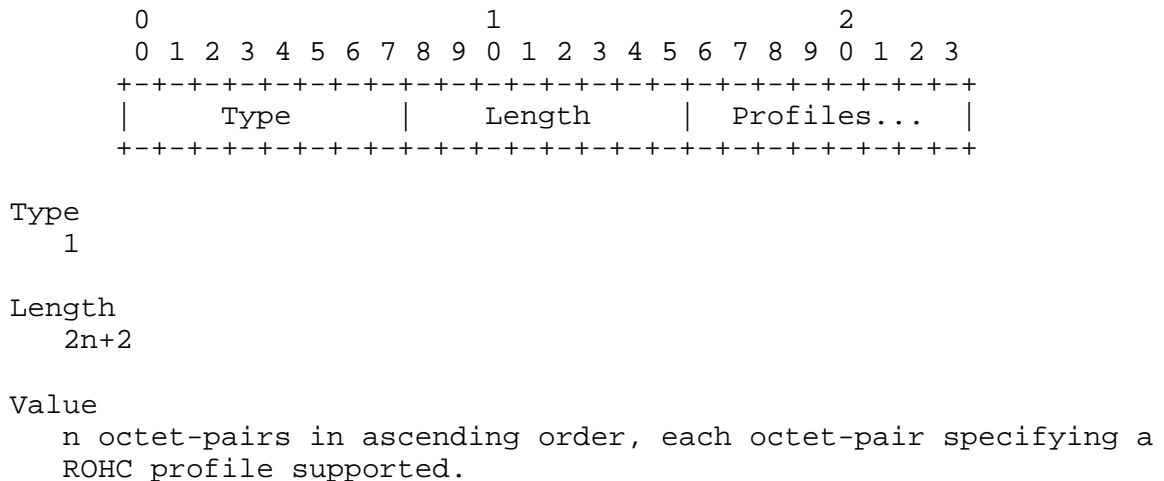 0                   1                   2
0 1 2 3 4 5 6 7 8 9 0 1 2 3 4 5 6 7 8 9 0 1 2 3
+-+-+-+-+-+-+-+-+-+-+-+-+-+-+-+-+-+-+-+-+-+-+-+-+
|     Type      |    Length     |  Profiles...  |
+-+-+-+-+-+-+-+-+-+-+-+-+-+-+-+-+-+-+-+-+-+-+-+-+
Type
1
Length
2n+2
Value
n octet-pairs in ascending order, each octet-pair specifying a
ROHC profile supported.